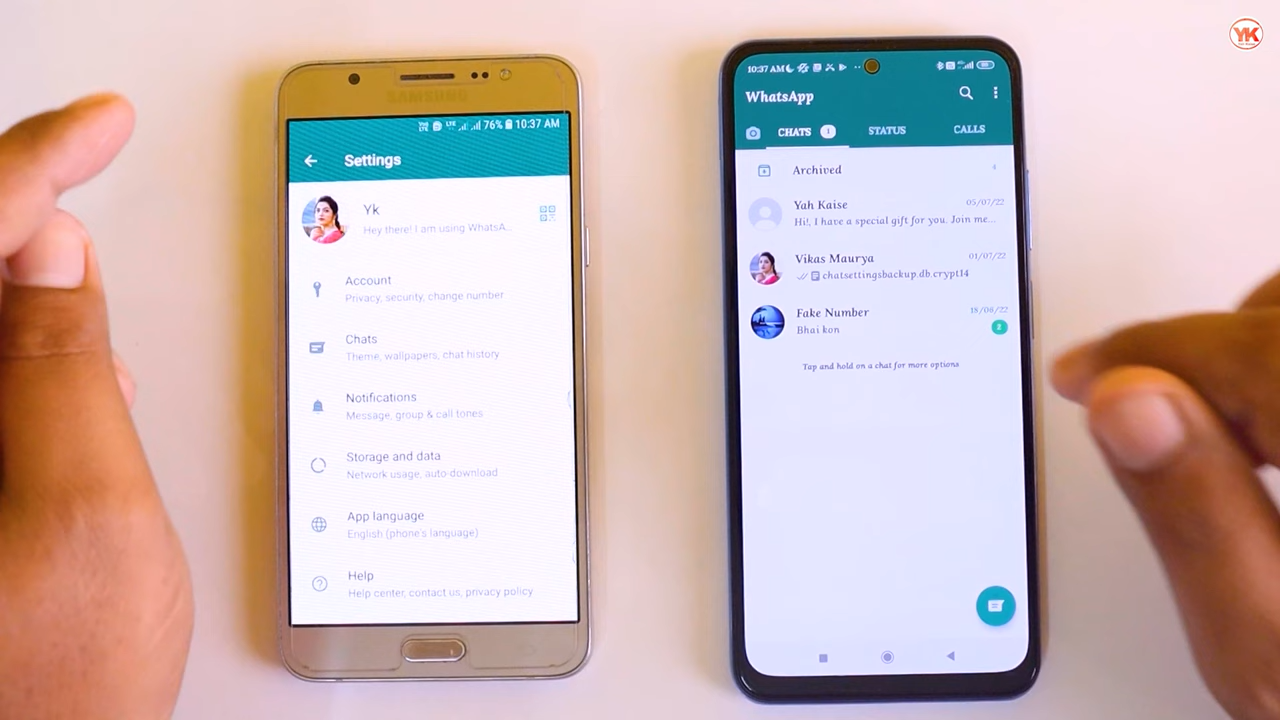 YK
SAMSUNG
LTE 76% 10:37 AM
Settings
Yk
Hey there! I am using WhatsA...
Account
Privacy, security, change number
Chats
Theme, wallpapers, chat history
Notifications
Message, group & call tones
Storage and data
Network usage, auto-download
App language
English (phone's language)
Help
Help center, contact us, privacy policy
10:37 AM
WhatsApp
CHATS 1 STATUS CALLS
Archived 4
Yah Kaise 05/07/22
Hi!, I have a special gift for you. Join me...
Vikas Maurya 01/07/22
chatsettingsbackup.db.crypt14
Fake Number 18/06/22
Bhai kon 2
Tap and hold on a chat for more options